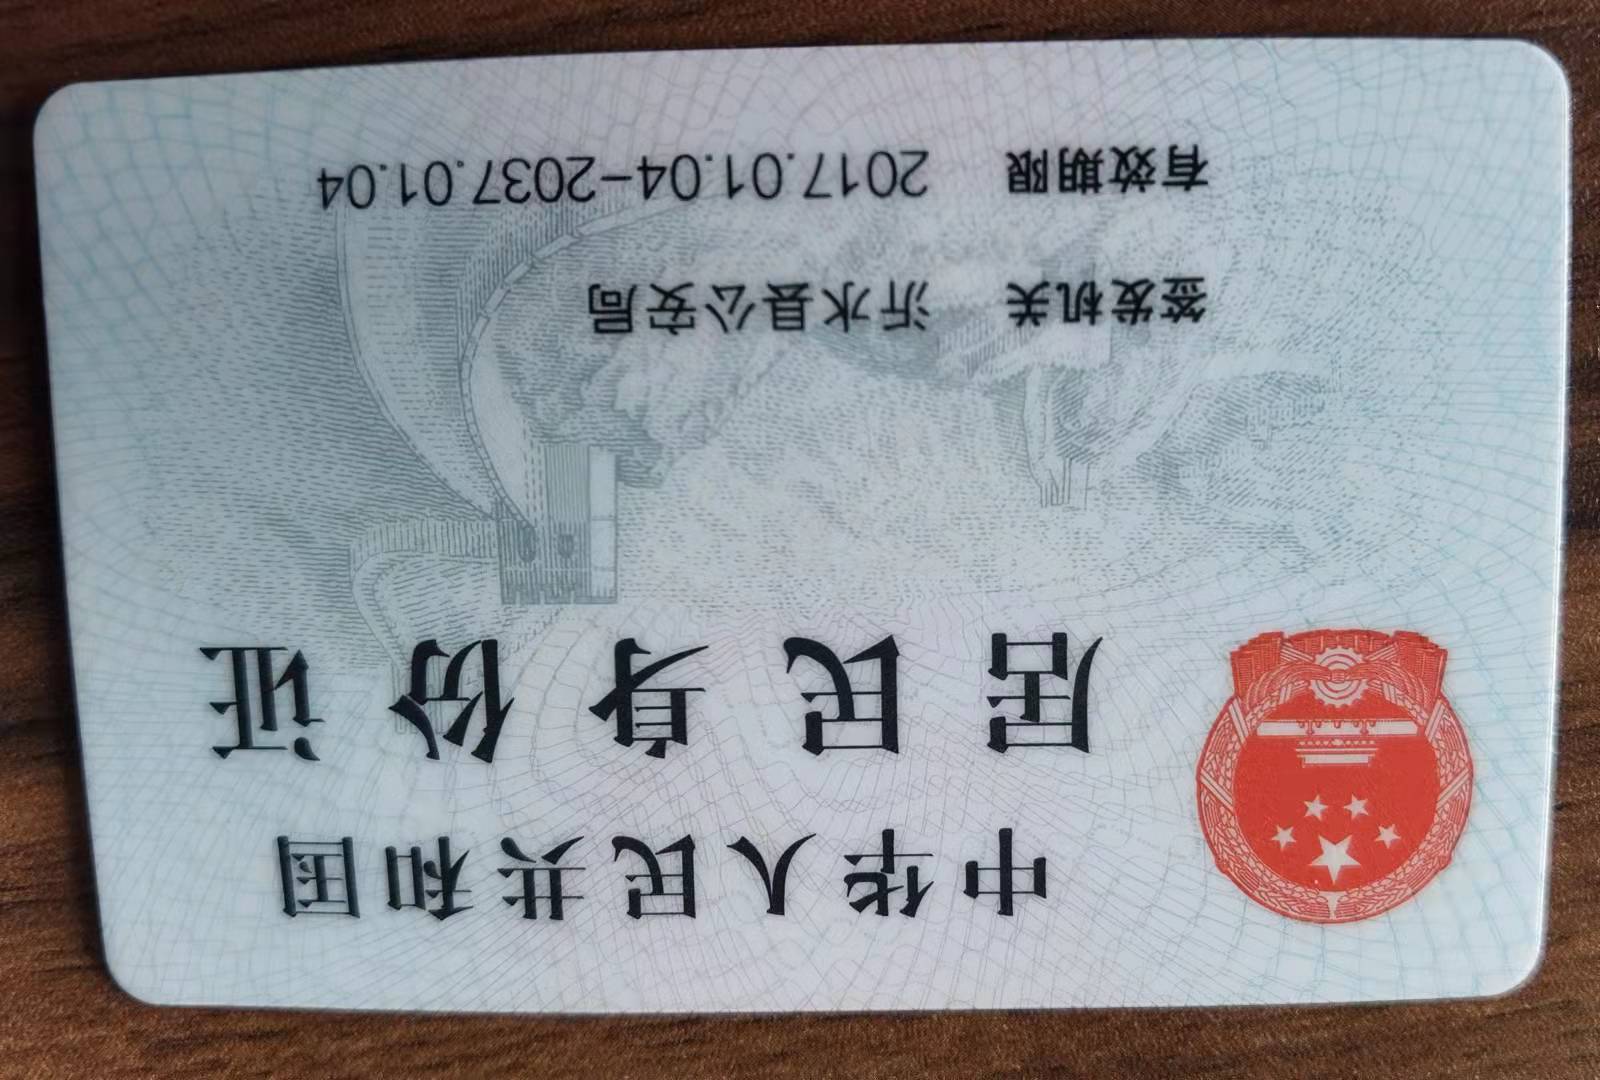 中华人民共和国
居民身份证
签发机关 沂水县公安局
有效期限 2017.01.04-2037.01.04